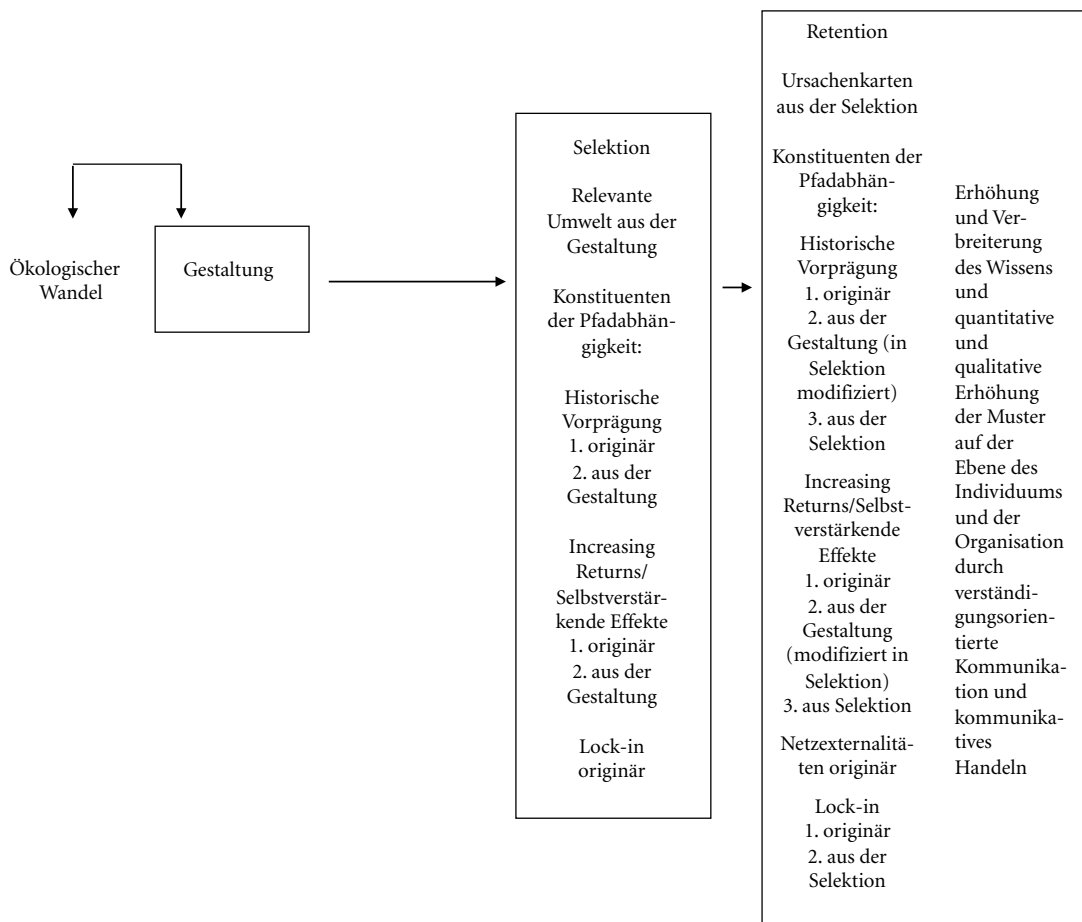 Ökologischer
Wandel
Gestaltung
Selektion
Relevante
Umwelt aus der
Gestaltung
Konstituenten
der Pfadabhän-
gigkeit:
Historische
Vorprägung
1. originär
2. aus der
Gestaltung
Increasing
Returns/
Selbstverstär-
kende Effekte
1. originär
2. aus der
Gestaltung
Lock-in
originär
Retention
Ursachenkarten
aus der Selektion
Konstituenten der
Pfadabhän-
gigkeit:
Historische
Vorprägung
1. originär
2. aus der
Gestaltung (in
Selektion
modifiziert)
3. aus der
Selektion
Increasing
Returns/Selbst-
verstärkende
Effekte
1. originär
2. aus der
Gestaltung
(modifiziert in
Selektion)
3. aus Selektion
Netzexternalitä-
ten originär
Lock-in
1. originär
2. aus der
Selektion
Erhöhung
und Ver-
breiterung
des Wissens
und
quantitative
und
qualitative
Erhöhung
der Muster
auf der
Ebene des
Individuums
und der
Organisation
durch
verständi-
gungsorien-
tierte
Kommunika-
tion und
kommunika-
tives
Handeln